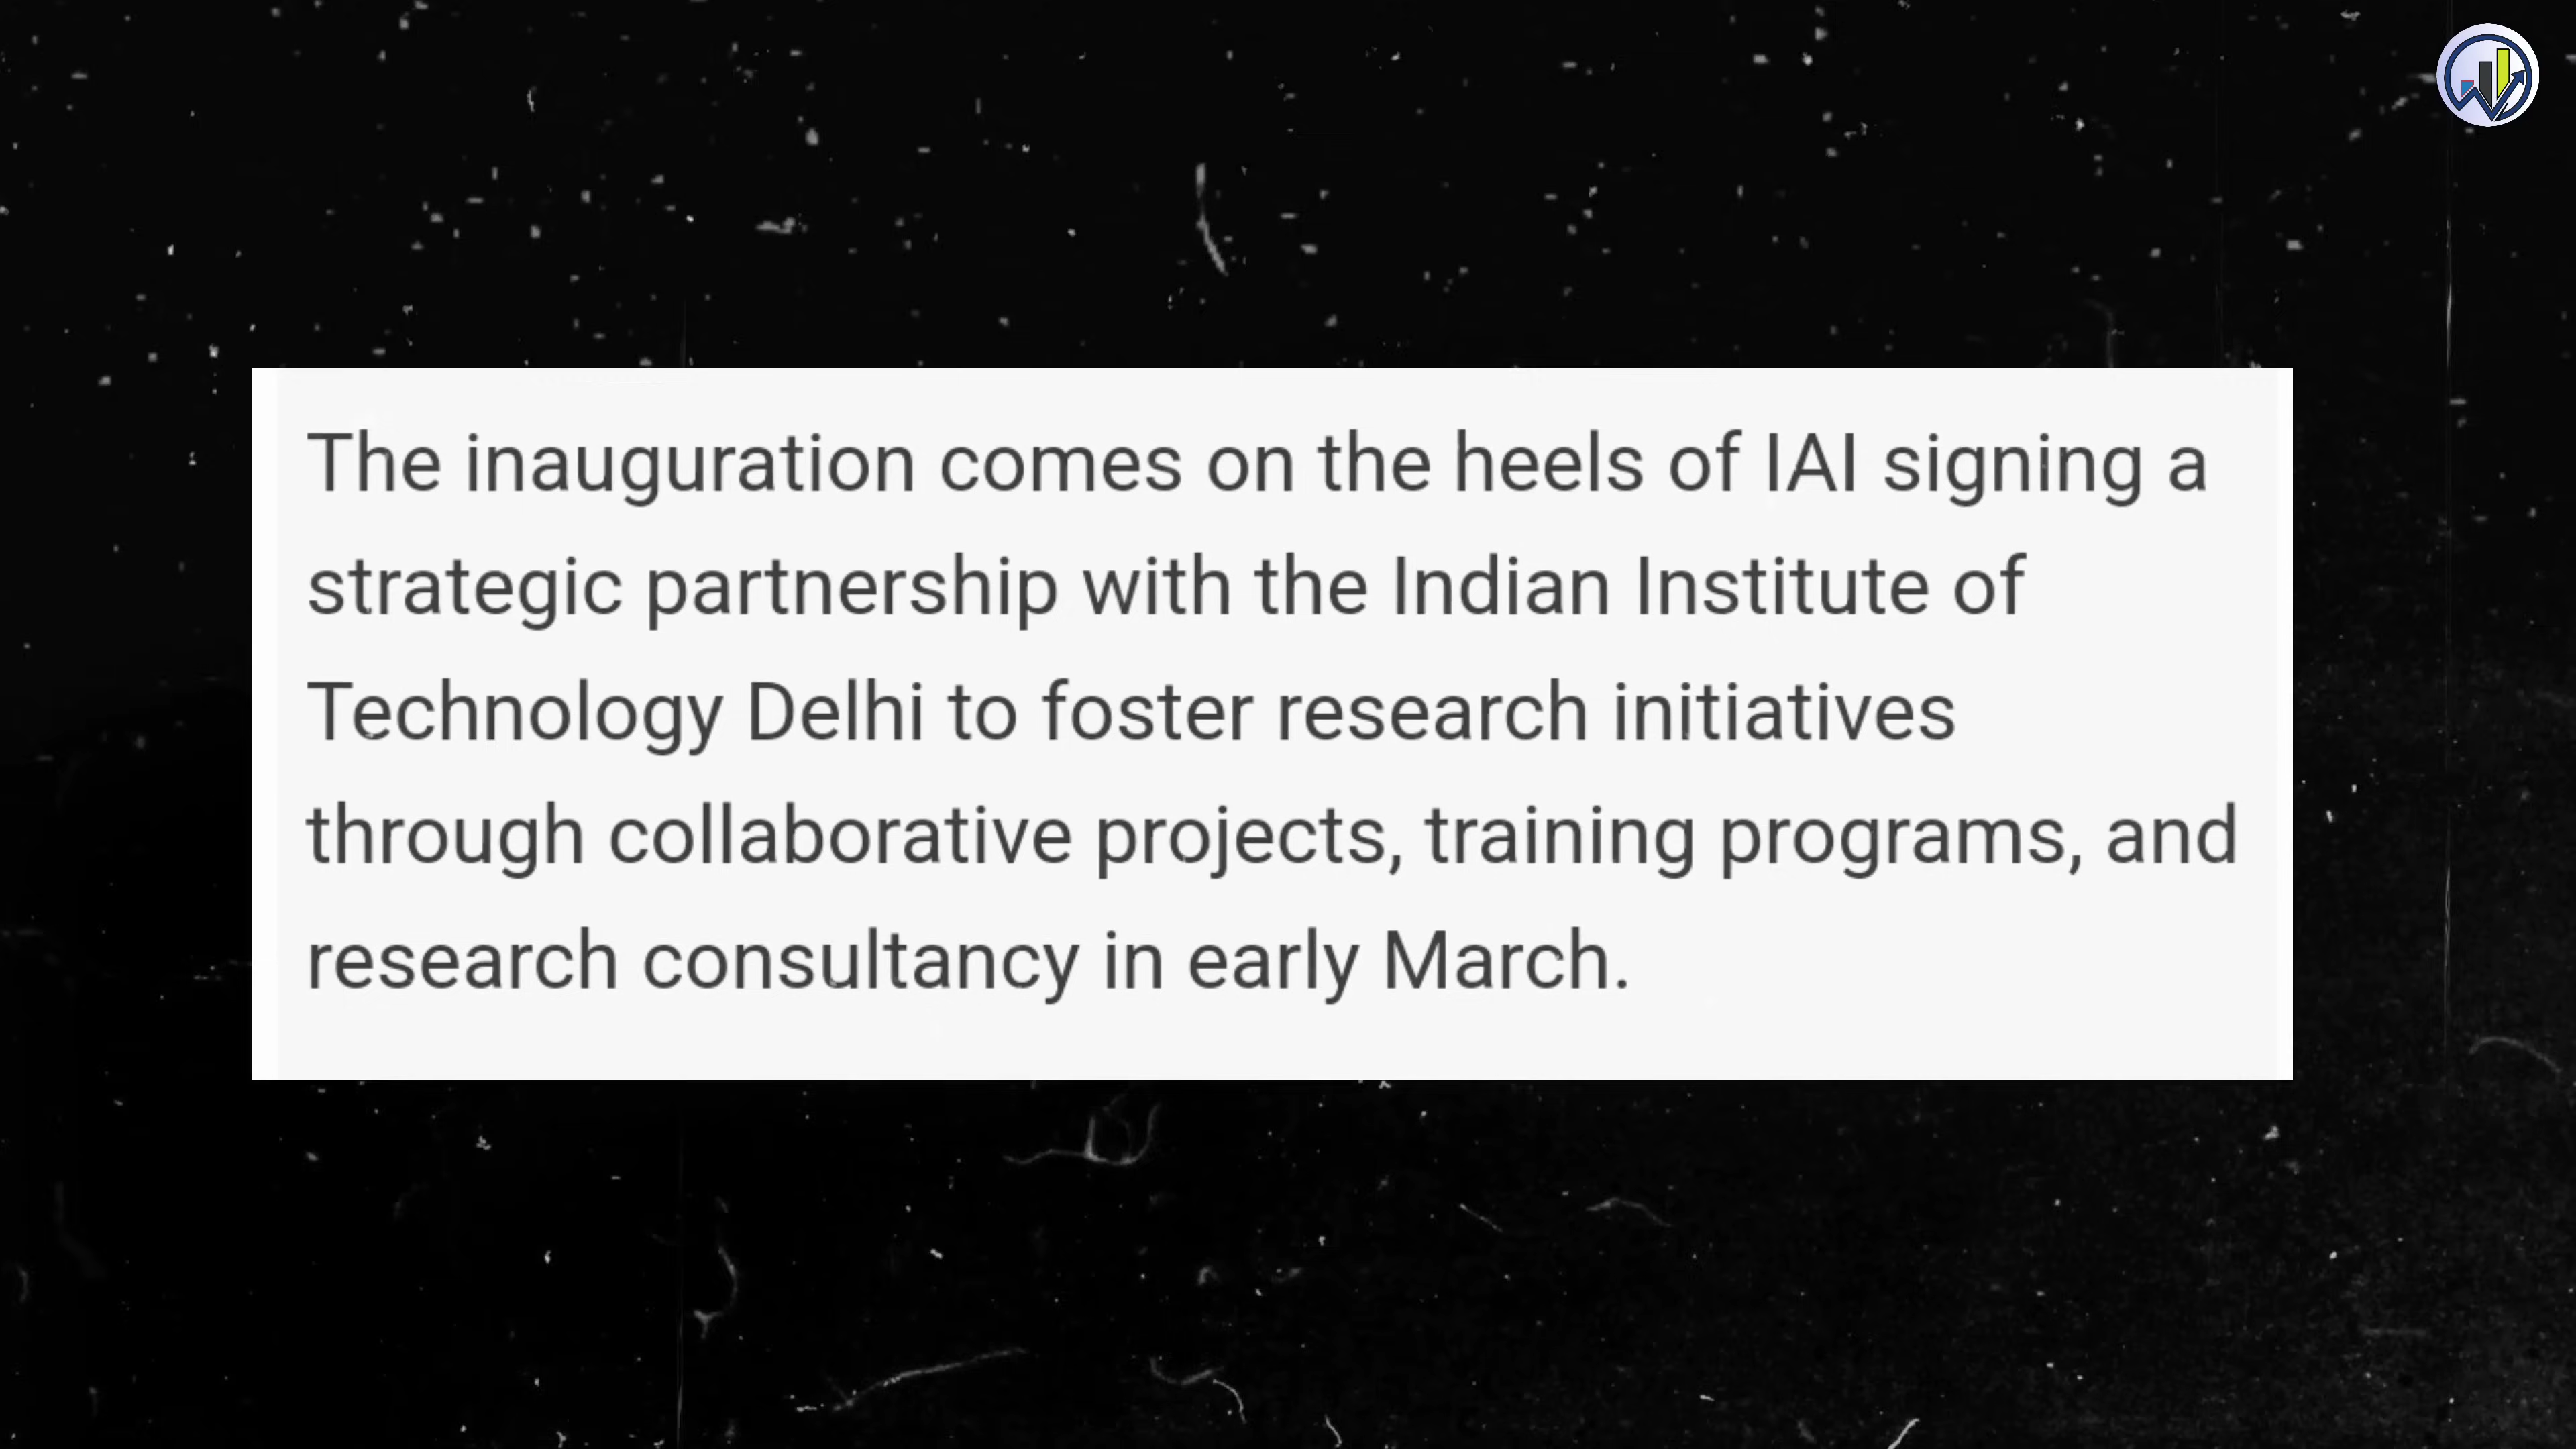 The inauguration comes on the heels of IAI signing a
strategic partnership with the Indian Institute of
Technology Delhi to foster research initiatives
through collaborative projects, training programs, and
research consultancy in early March.